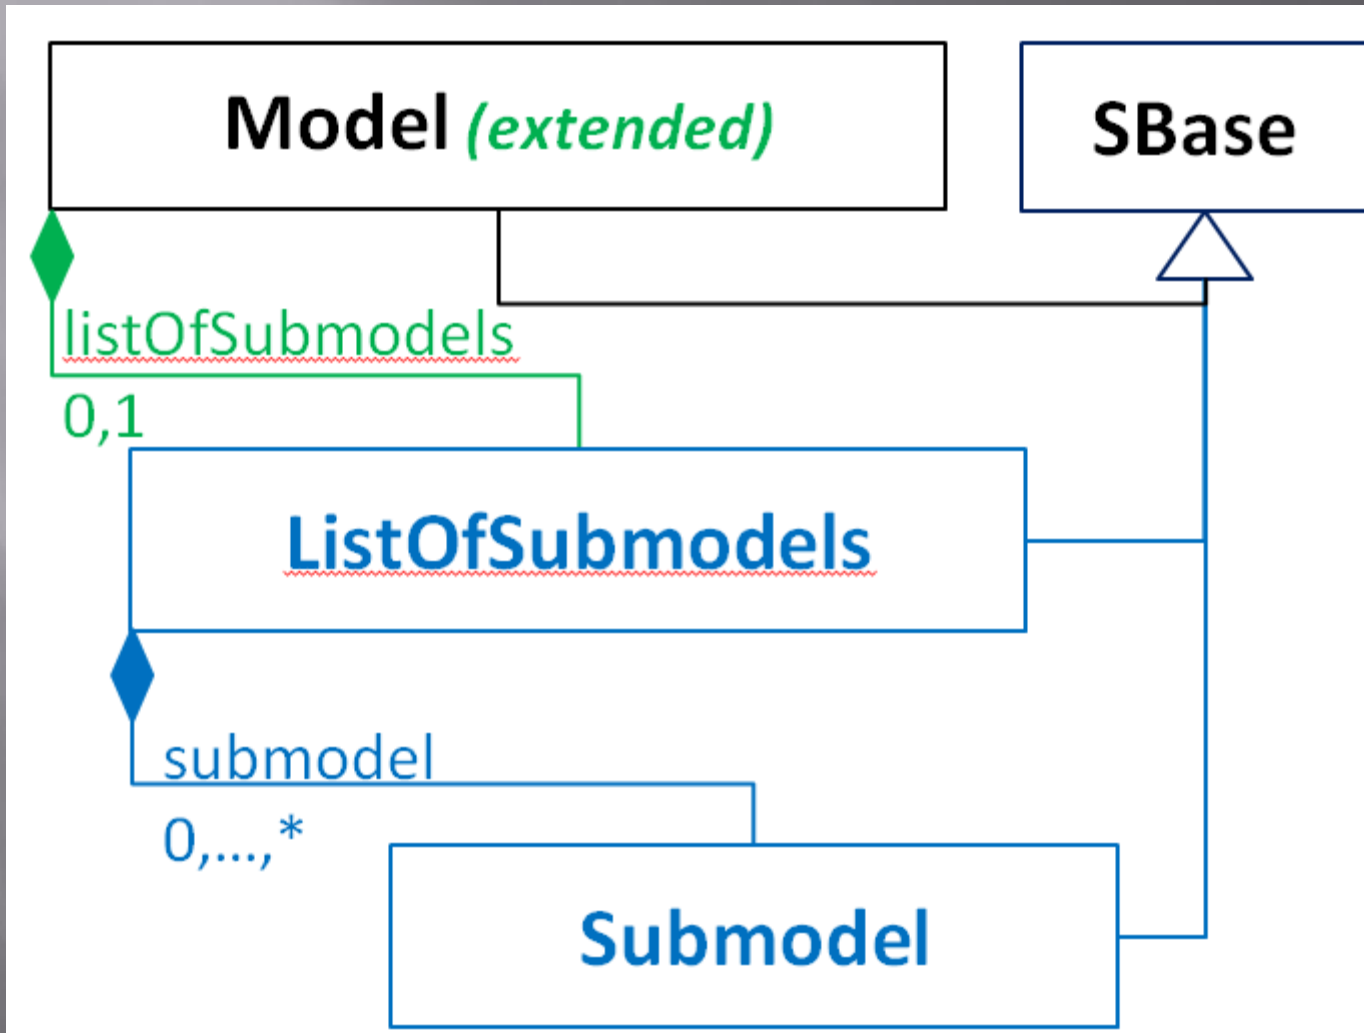 Model (extended)
SBase
listOfSubmodels
0,1
ListOfSubmodels
submodel
0,...,*
Submodel